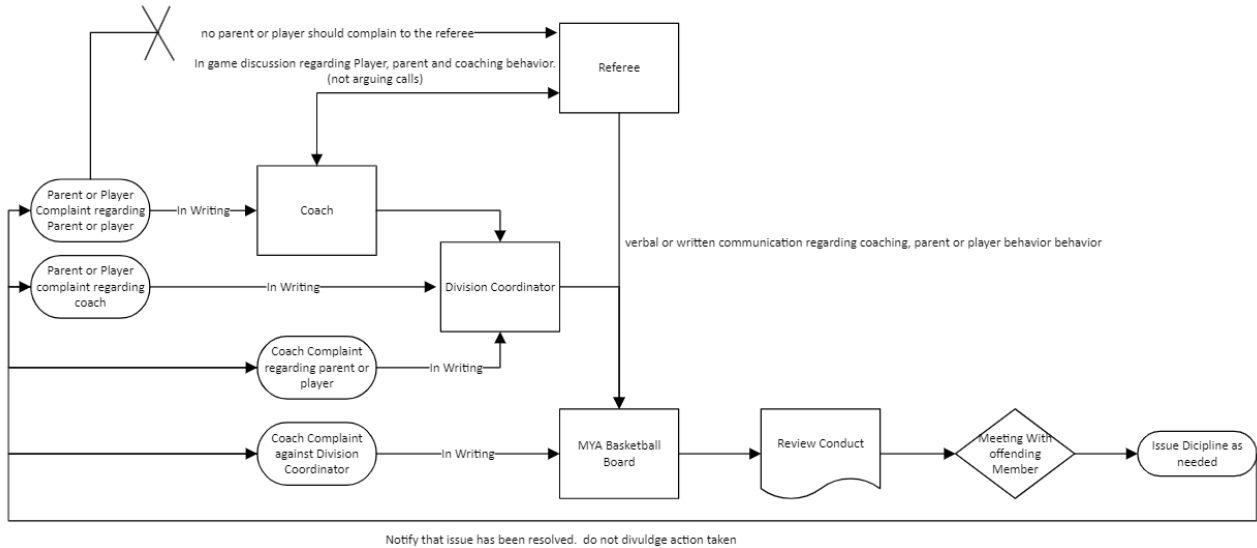 no parent or player should complain to the referee
In game discussion regarding Player, parent and coaching behavior.
(not arguing calls)
Referee
Parent or Player
Complaint regarding
Parent or player
In Writing
Coach
verbal or written communication regarding coaching, parent or player behavior behavior
Parent or Player
complaint regarding
coach
In Writing
Division Coordinator
Coach Complaint
regarding parent or
player
In Writing
Coach Complaint
against Division
Coordinator
In Writing
MYA Basketball
Board
Review Conduct
Meeting With
offending
Member
Issue Dicipline as
needed
Notify that issue has been resolved. do not divuldge action taken